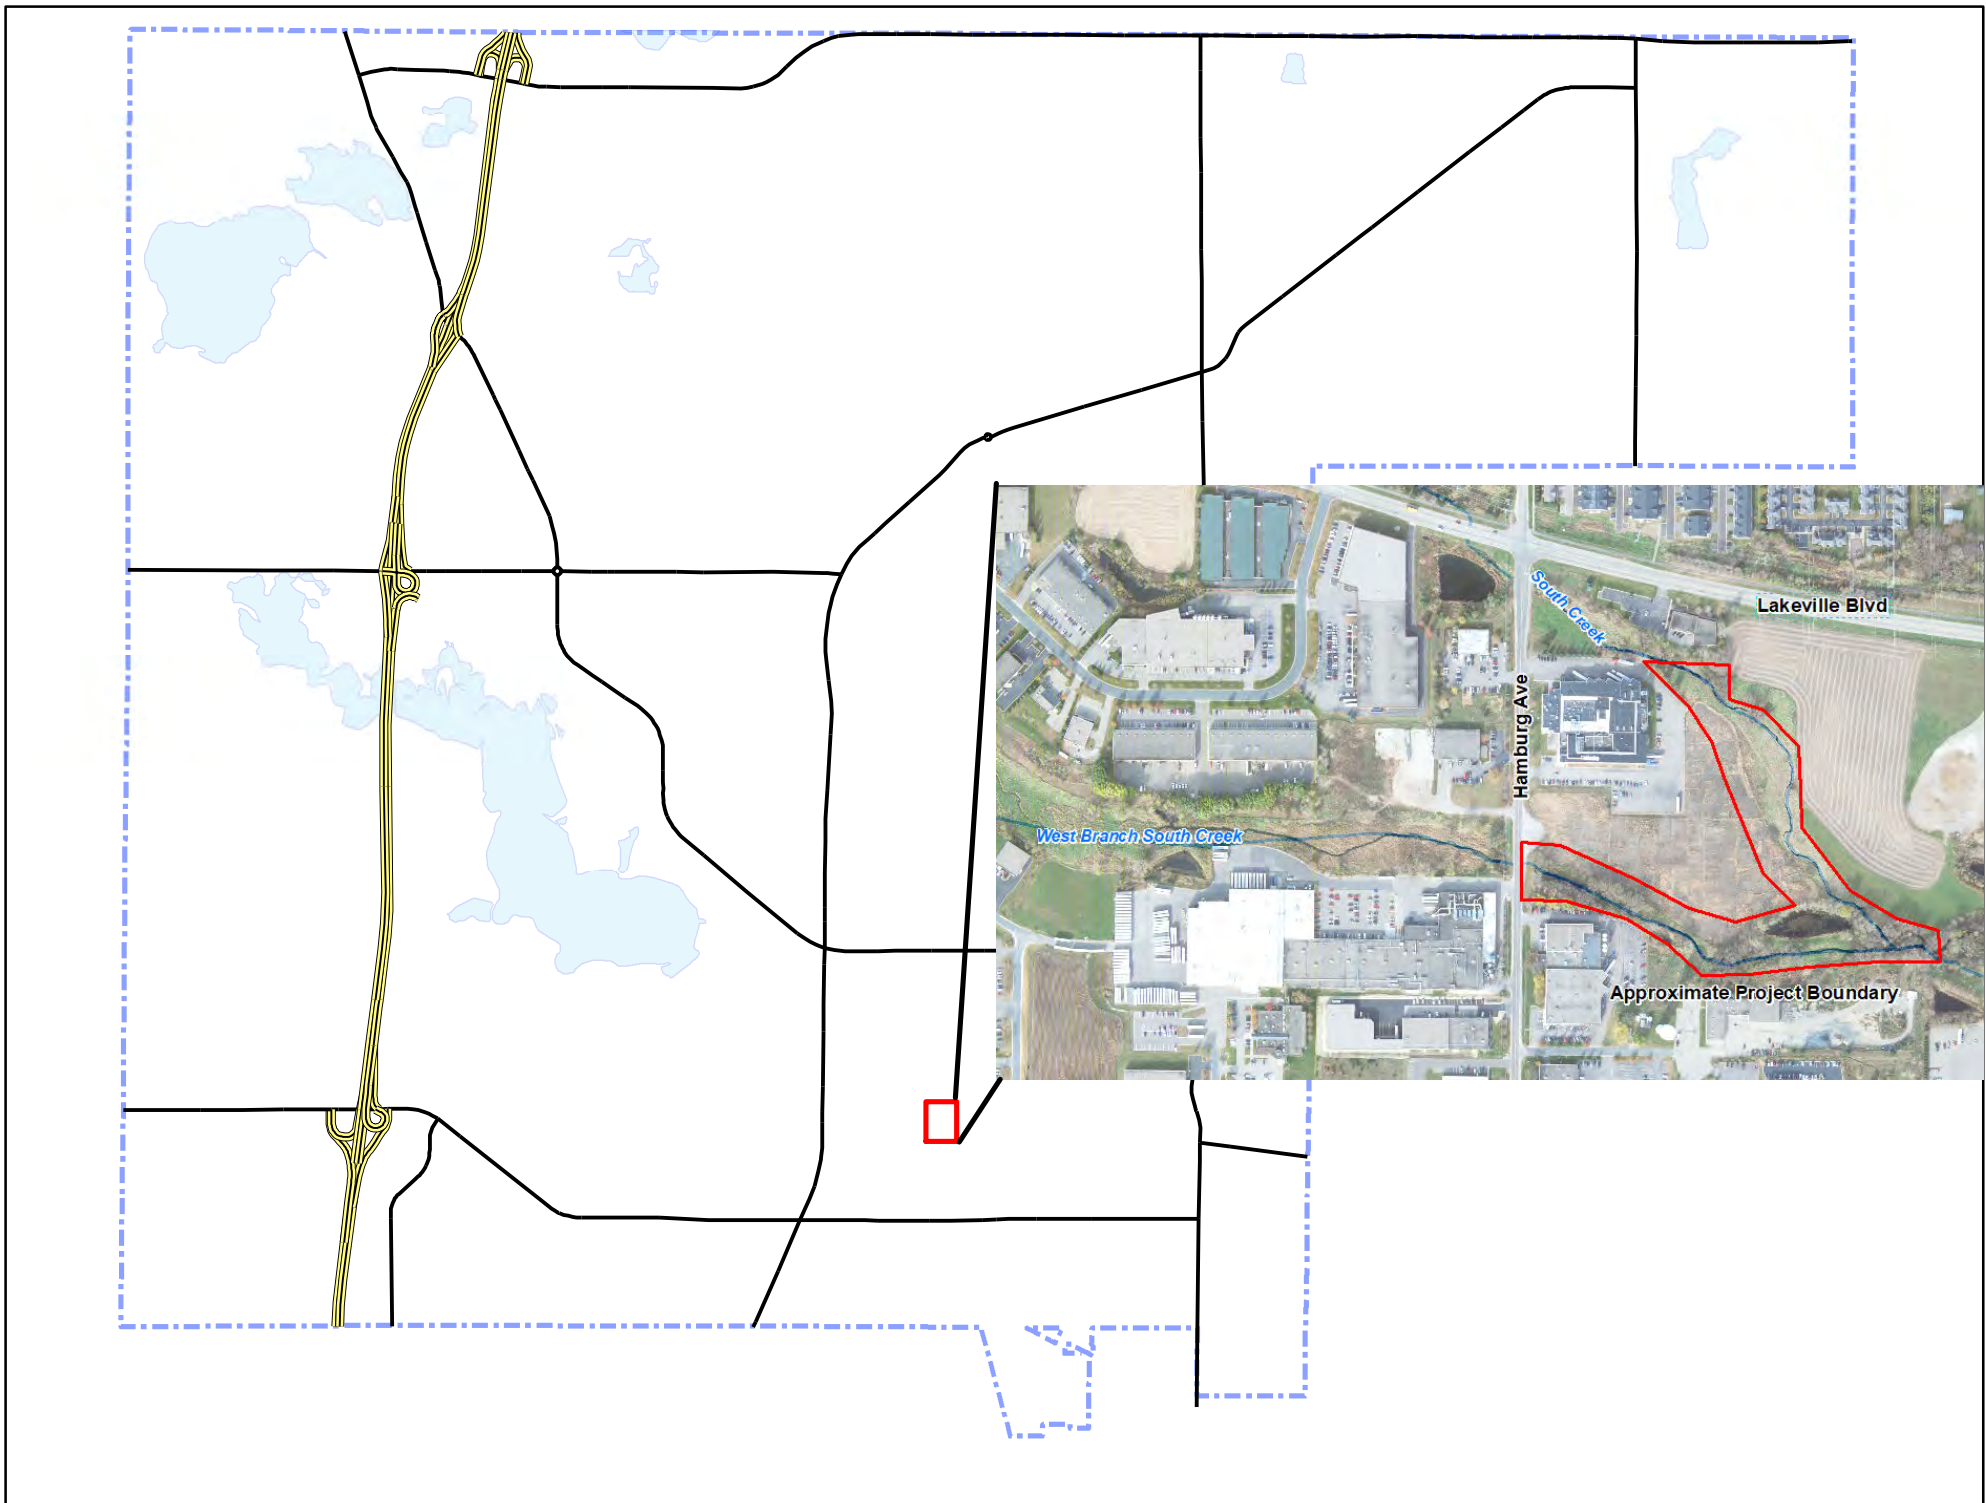 South Creek
Lakeville Blvd
Hamburg Ave
West Branch South Creek
Approximate Project Boundary